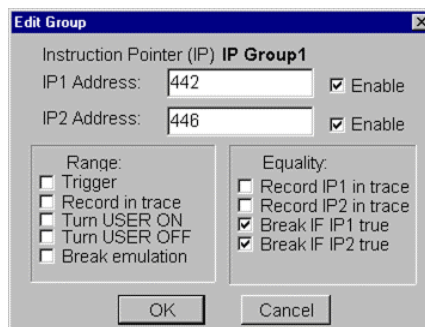 Edit Group
Instruction Pointer (IP) IP Group1
IP1 Address: 442 Enable
IP2 Address: 446 Enable
Range:
Trigger
Record in trace
Turn USER ON
Turn USER OFF
Break emulation
Equality:
Record IP1 in trace
Record IP2 in trace
Break IF IP1 true
Break IF IP2 true
OK Cancel